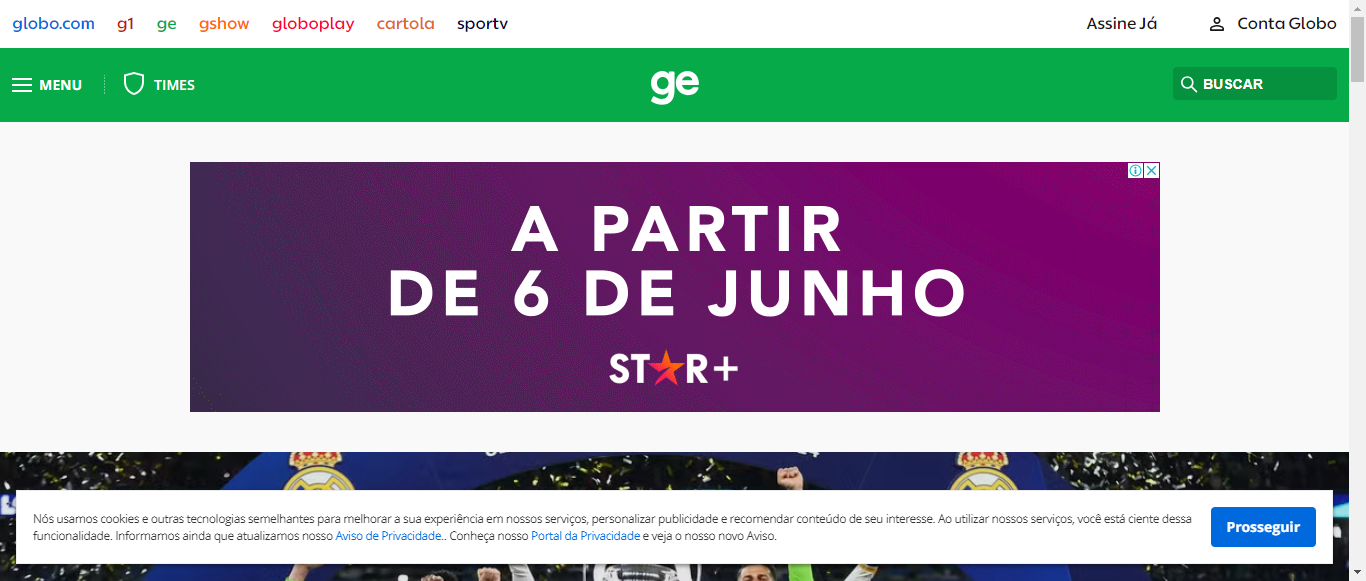 globo.com g1 ge gshow globoplay cartola sportv Assine Já Conta Globo
MENU TIMES ge BUSCAR
A PARTIR
DE 6 DE JUNHO
ST★R+
Nós usamos cookies e outras tecnologias semelhantes para melhorar a sua experiência em nossos serviços, personalizar publicidade e recomendar conteúdo de seu interesse. Ao utilizar nossos serviços, você está ciente dessa
funcionalidade. Informamos ainda que atualizamos nosso Aviso de Privacidade.. Conheça nosso Portal da Privacidade e veja o nosso novo Aviso.
Prosseguir